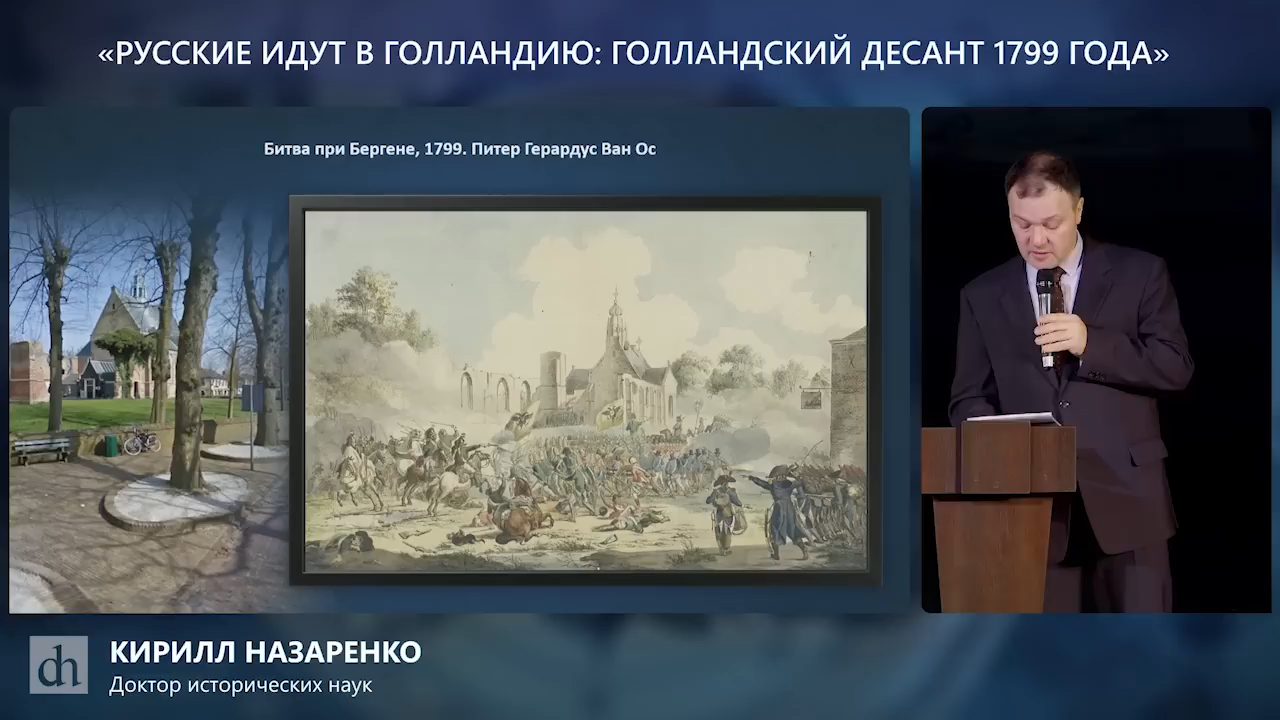 «РУССКИЕ ИДУТ В ГОЛЛАНДИЮ: ГОЛЛАНДСКИЙ ДЕСАНТ 1799 ГОДА»
Битва при Бергене, 1799. Питер Герардус Ван Ос
dh
КИРИЛЛ НАЗАРЕНКО
Доктор исторических наук